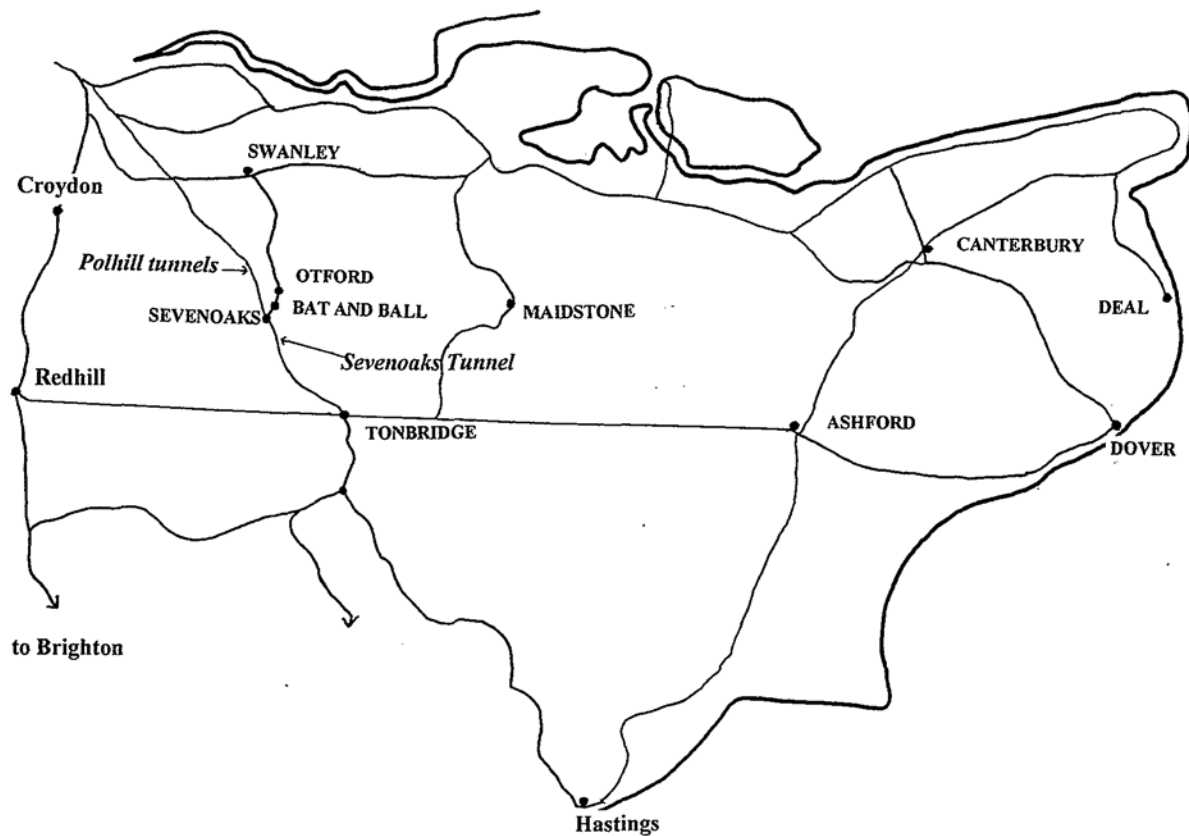 SWANLEY
Croydon
CANTERBURY
Polhill tunnels
OTFORD
BAT AND BALL
SEVENOAKS
MAIDSTONE
DEAL
Sevenoaks Tunnel
Redhill
TONBRIDGE
ASHFORD
DOVER
to Brighton
Hastings